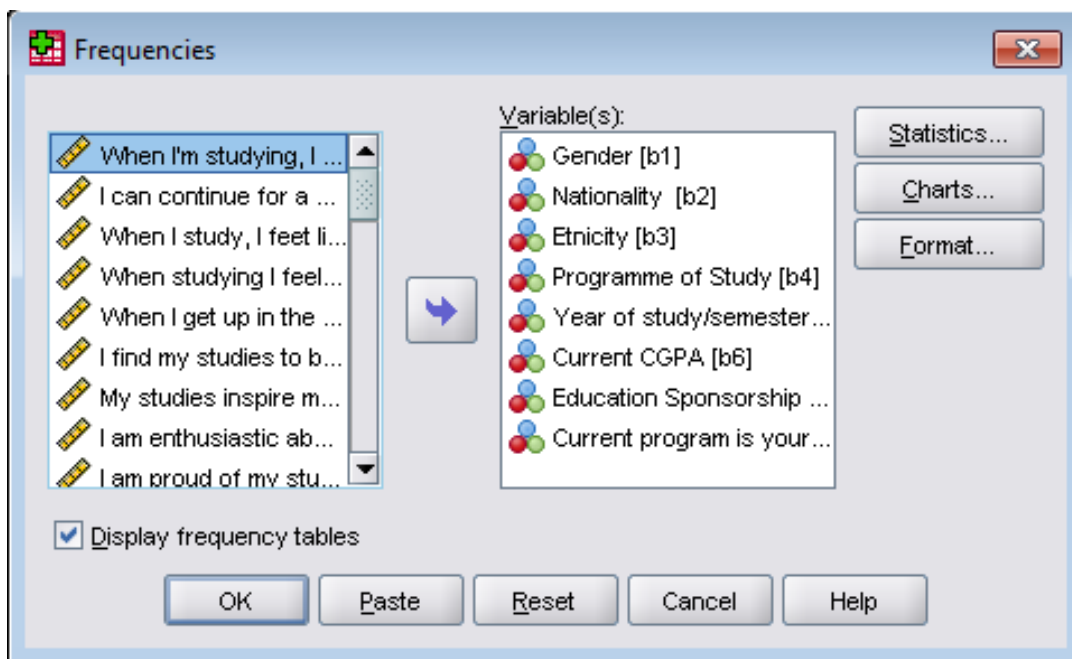 Frequencies
When I'm studying, I ...
I can continue for a ...
When I study, I feel li...
When studying I feel...
When I get up in the ...
I find my studies to b...
My studies inspire m...
I am enthusiastic ab...
I am proud of my stu...
Variable(s):
Gender [b1]
Nationality [b2]
Etnicity [b3]
Programme of Study [b4]
Year of study/semester...
Current CGPA [b6]
Education Sponsorship ...
Current program is your...
Statistics...
Charts...
Format...
Display frequency tables
OK
Paste
Reset
Cancel
Help